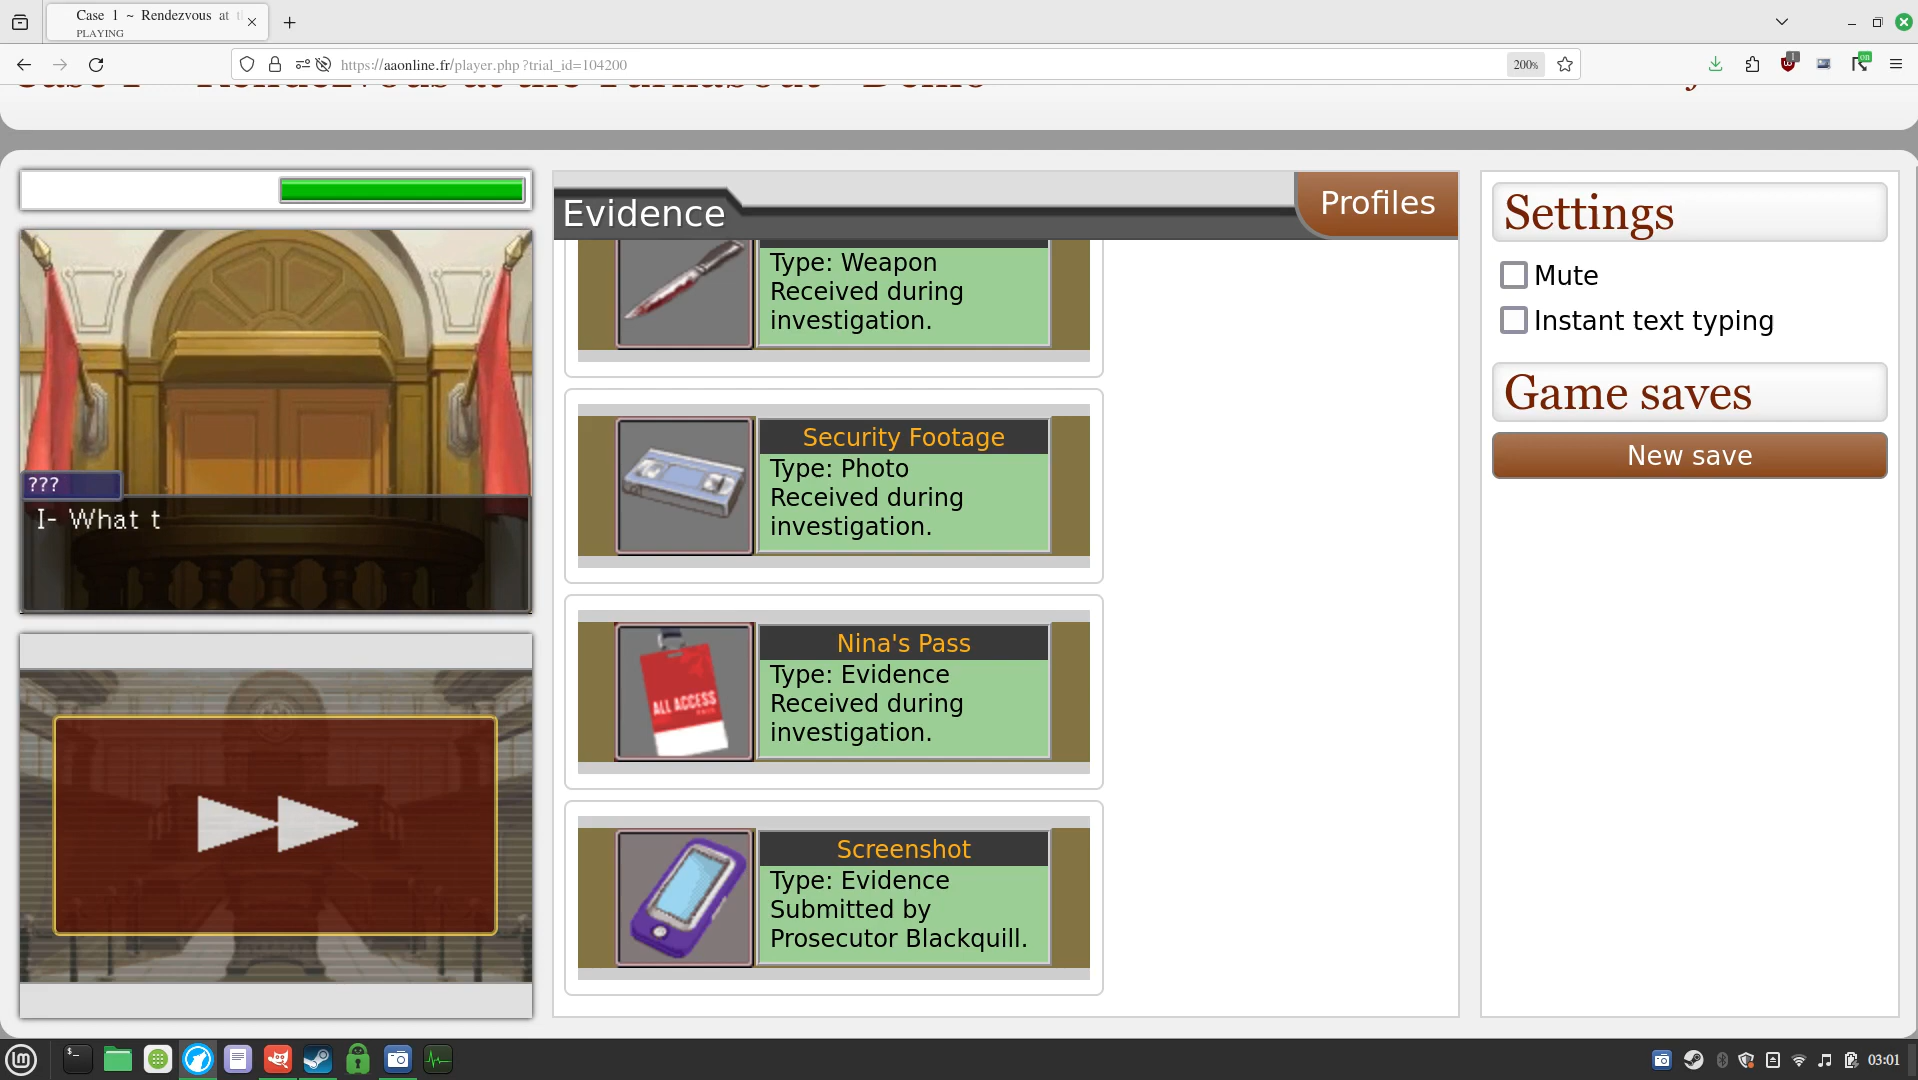 Case 1 ~ Rendezvous at t
PLAYING
https://aaonline.fr/player.php?trial_id=104200
200%
on
Evidence
Profiles
Type: Weapon
Received during
investigation.
Security Footage
Type: Photo
Received during
investigation.
Nina's Pass
Type: Evidence
Received during
investigation.
ALL ACCESS
Screenshot
Type: Evidence
Submitted by
Prosecutor Blackquill.
???
I- What t
Settings
Mute
Instant text typing
Game saves
New save
03:01